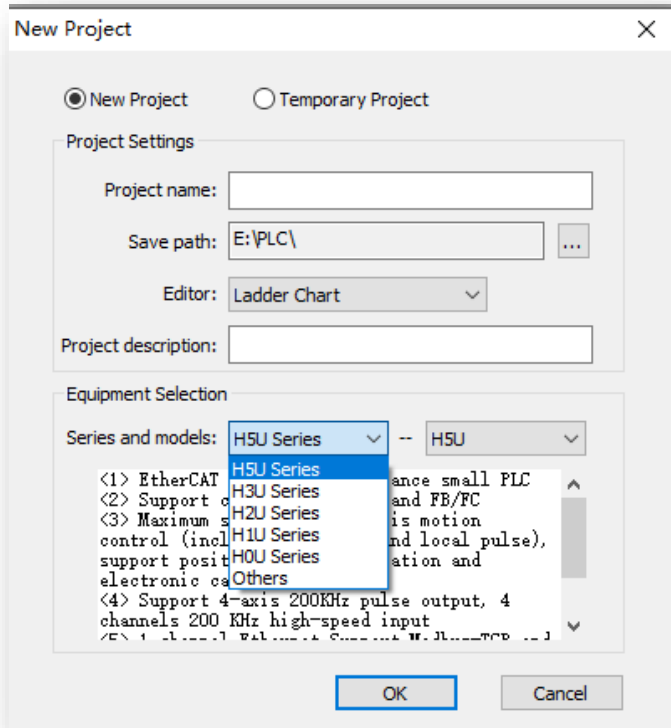 New Project
New Project Temporary Project
Project Settings
Project name:
Save path: E:\PLC\ ...
Editor: Ladder Chart
Project description:
Equipment Selection
Series and models: H5U Series -- H5U
H5U Series
H3U Series
H2U Series
H1U Series
H0U Series
Others
<1> EtherCAT ance small PLC
<2> Support and FB/FC
<3> Maximum is motion
control (incl nd local pulse),
support posit ation and
electronic ca
<4> Support 4-axis 200KHz pulse output, 4
channels 200 KHz high-speed input
OK Cancel